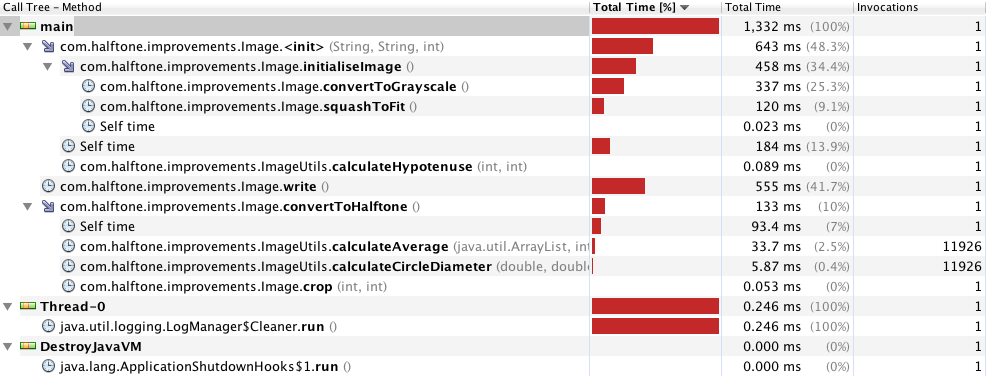 Call Tree - Method Total Time [%] Total Time Invocations
main 1,332 ms (100%) 1
com.halftone.improvements.Image.<init> (String, String, int) 643 ms (48.3%) 1
com.halftone.improvements.Image.initialiseImage () 458 ms (34.4%) 1
com.halftone.improvements.Image.convertToGrayscale () 337 ms (25.3%) 1
com.halftone.improvements.Image.squashToFit () 120 ms (9.1%) 1
Self time 0.023 ms (0%) 1
Self time 184 ms (13.9%) 1
com.halftone.improvements.ImageUtils.calculateHypotenuse (int, int) 0.089 ms (0%) 1
com.halftone.improvements.Image.write () 555 ms (41.7%) 1
com.halftone.improvements.Image.convertToHalftone () 133 ms (10%) 1
Self time 93.4 ms (7%) 1
com.halftone.improvements.ImageUtils.calculateAverage (java.util.ArrayList, int 33.7 ms (2.5%) 11926
com.halftone.improvements.ImageUtils.calculateCircleDiameter (double, double 5.87 ms (0.4%) 11926
com.halftone.improvements.Image.crop (int, int) 0.053 ms (0%) 1
Thread-0 0.246 ms (100%) 1
java.util.logging.LogManager$Cleaner.run () 0.246 ms (100%) 1
DestroyJavaVM 0.000 ms (0%) 1
java.lang.ApplicationShutdownHooks$1.run () 0.000 ms (0%) 1